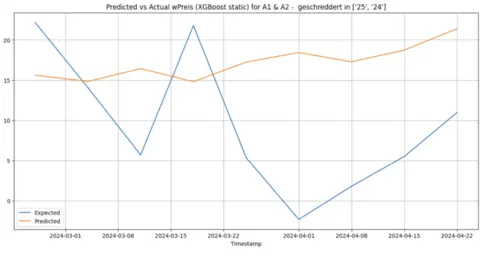 Predicted vs Actual wPreis (XGBoost static) for A1 & A2 - geschreddert in ['25', '24']
20
15
10
5
0
Expected
Predicted
2024-03-01 2024-03-08 2024-03-15 2024-03-22 2024-04-01 2024-04-08 2024-04-15 2024-04-22
Timestamp